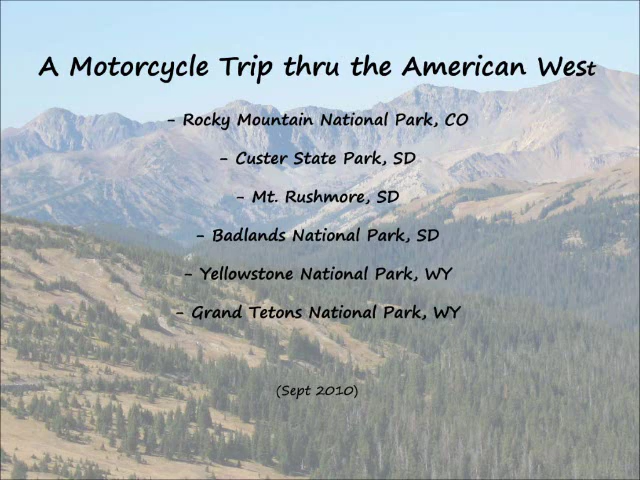 A Motorcycle Trip thru the American West
- Rocky Mountain National Park, CO
- Custer State Park, SD
- Mt. Rushmore, SD
- Badlands National Park, SD
- Yellowstone National Park, WY
- Grand Tetons National Park, WY
(Sept 2010)